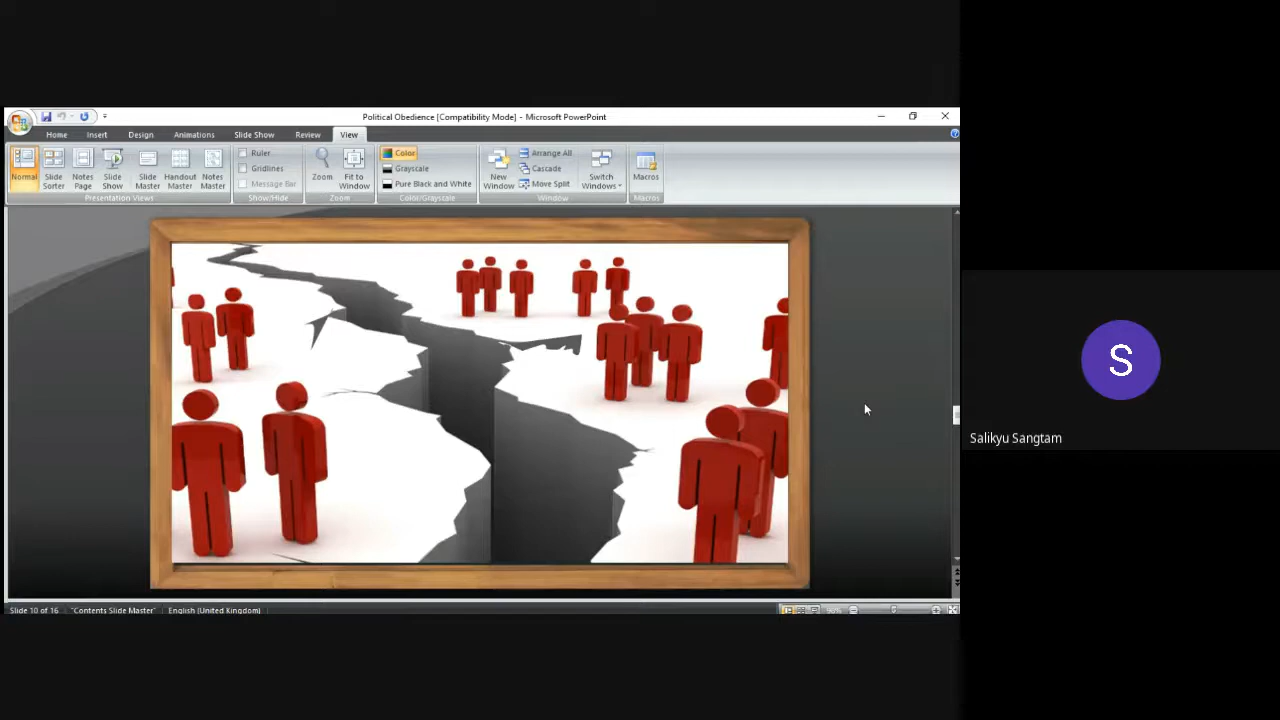 Political Obedience [Compatibility Mode] - Microsoft PowerPoint
Home Insert Design Animations Slide Show Review View
Normal Slide Sorter Notes Page Slide Show Slide Master Handout Master Notes Master
Presentation Views
Ruler
Gridlines
Message Bar
Show/Hide
Zoom Fit to Window
Zoom
Color
Grayscale
Pure Black and White
Color/Grayscale
New Window
Arrange All
Cascade
Move Split
Switch Windows
Window
Macros
Macros
S
Salikyu Sangtam
Slide 10 of 16 "Contents Slide Master" English (United Kingdom)